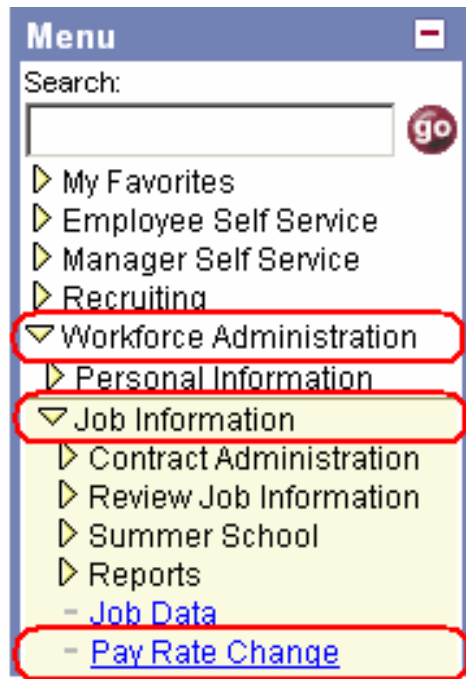 Menu
Search:
go
My Favorites
Employee Self Service
Manager Self Service
Recruiting
Workforce Administration
Personal Information
Job Information
Contract Administration
Review Job Information
Summer School
Reports
Job Data
Pay Rate Change